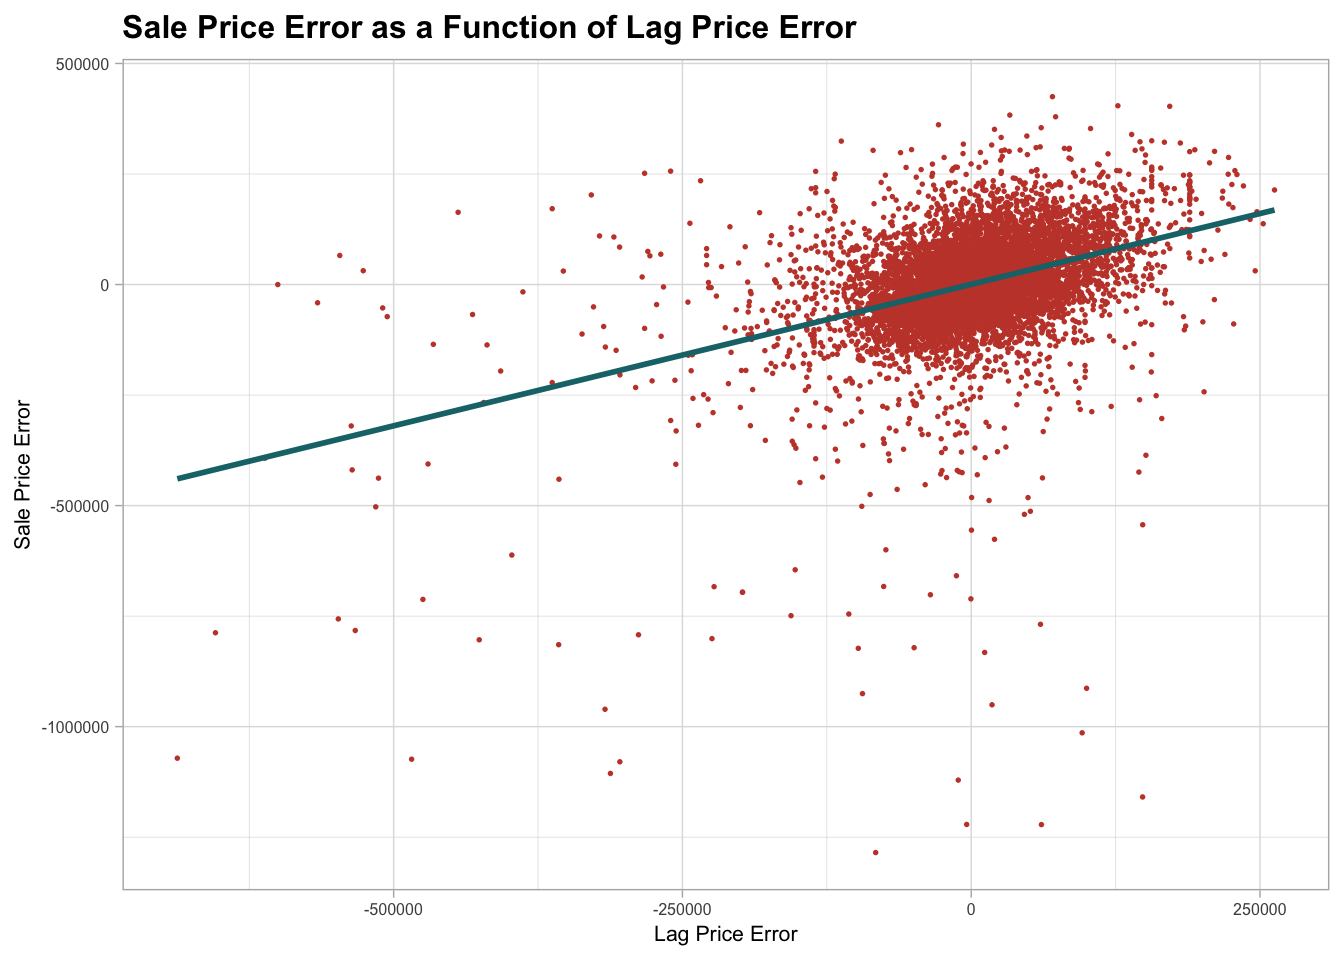 Sale Price Error as a Function of Lag Price Error
500000
0
-500000
-1000000
Sale Price Error
-500000
-250000
0
250000
Lag Price Error